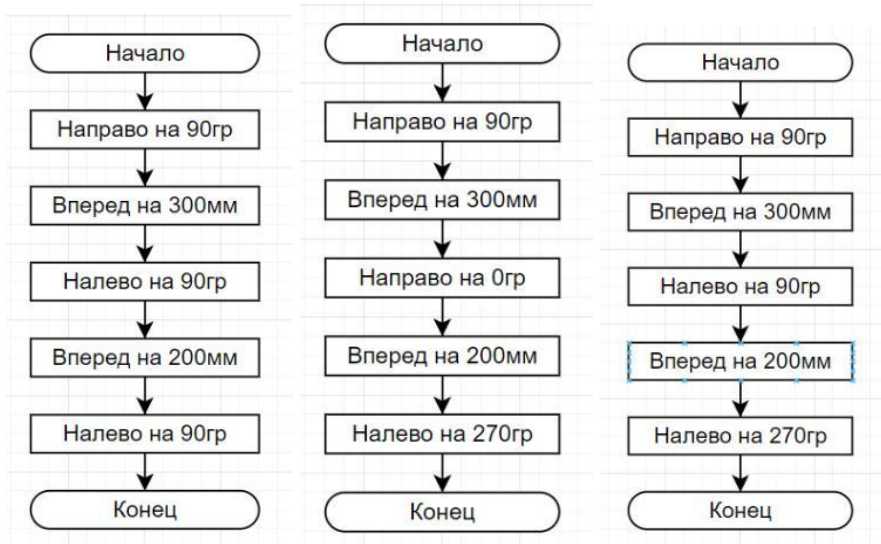 Начало
Направо на 90гр
Вперед на 300мм
Налево на 90гр
Вперед на 200мм
Налево на 90гр
Конец
Начало
Направо на 90гр
Вперед на 300мм
Направо на 0гр
Вперед на 200мм
Налево на 270гр
Конец
Начало
Направо на 90гр
Вперед на 300мм
Налево на 90гр
Вперед на 200мм
Налево на 270гр
Конец